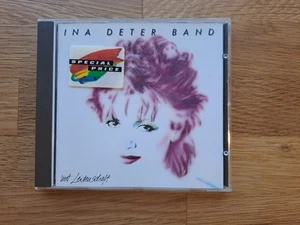 INA DETER BAND
SPECIAL
PRICE
mit Leidenschaft